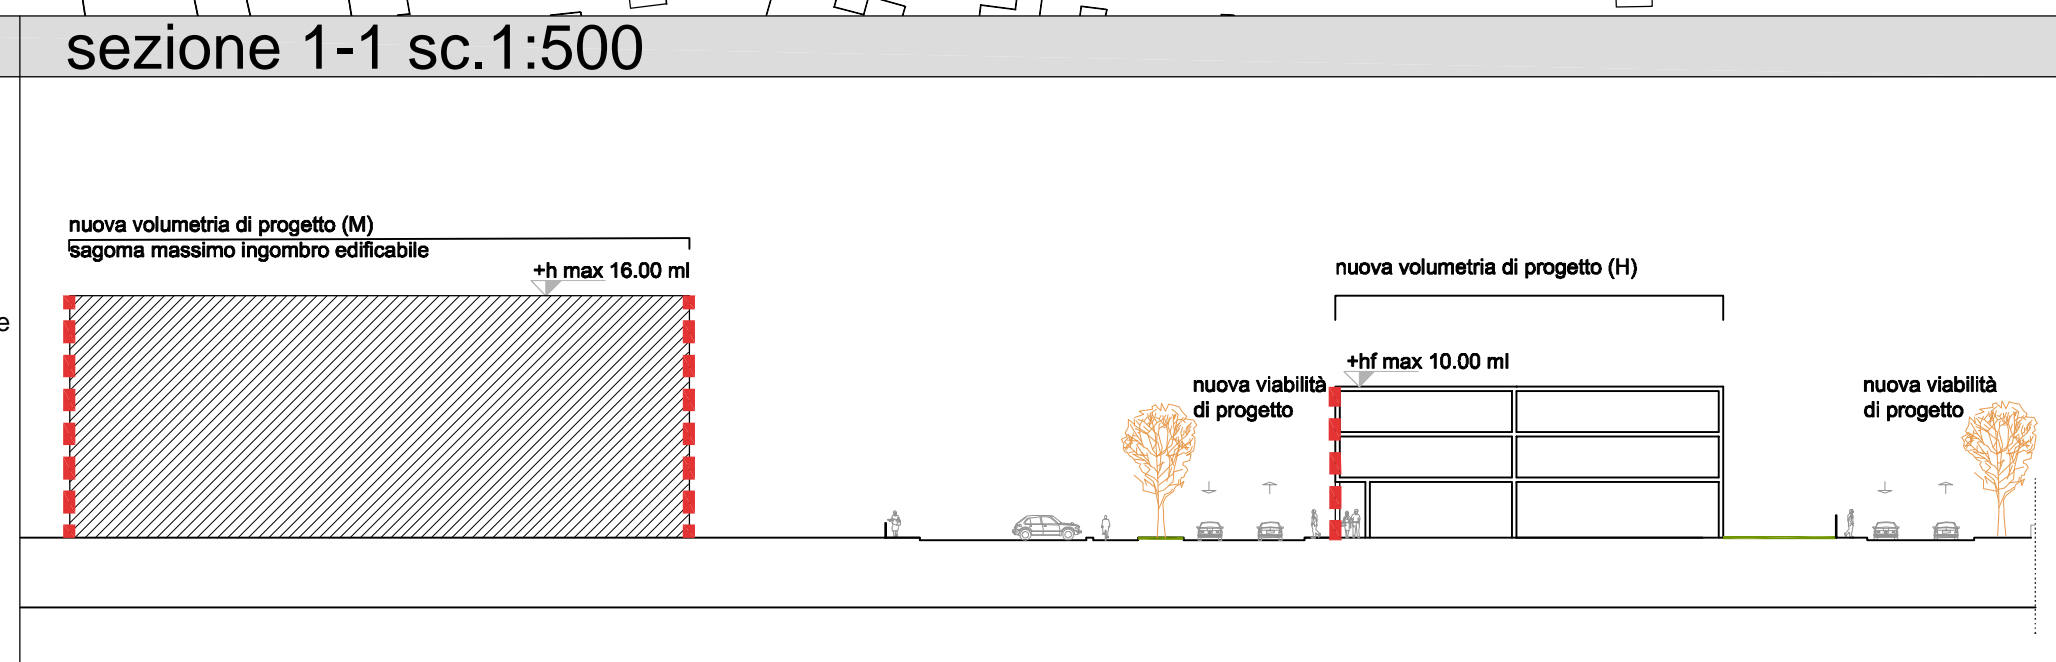 sezione 1-1 sc.1:500
nuova volumetria di progetto (M)
sagoma massimo ingombro edificabile
+h max 16.00 ml
e
nuova volumetria di progetto (H)
+hf max 10.00 ml
nuova viabilità
di progetto
nuova viabilità
di progetto